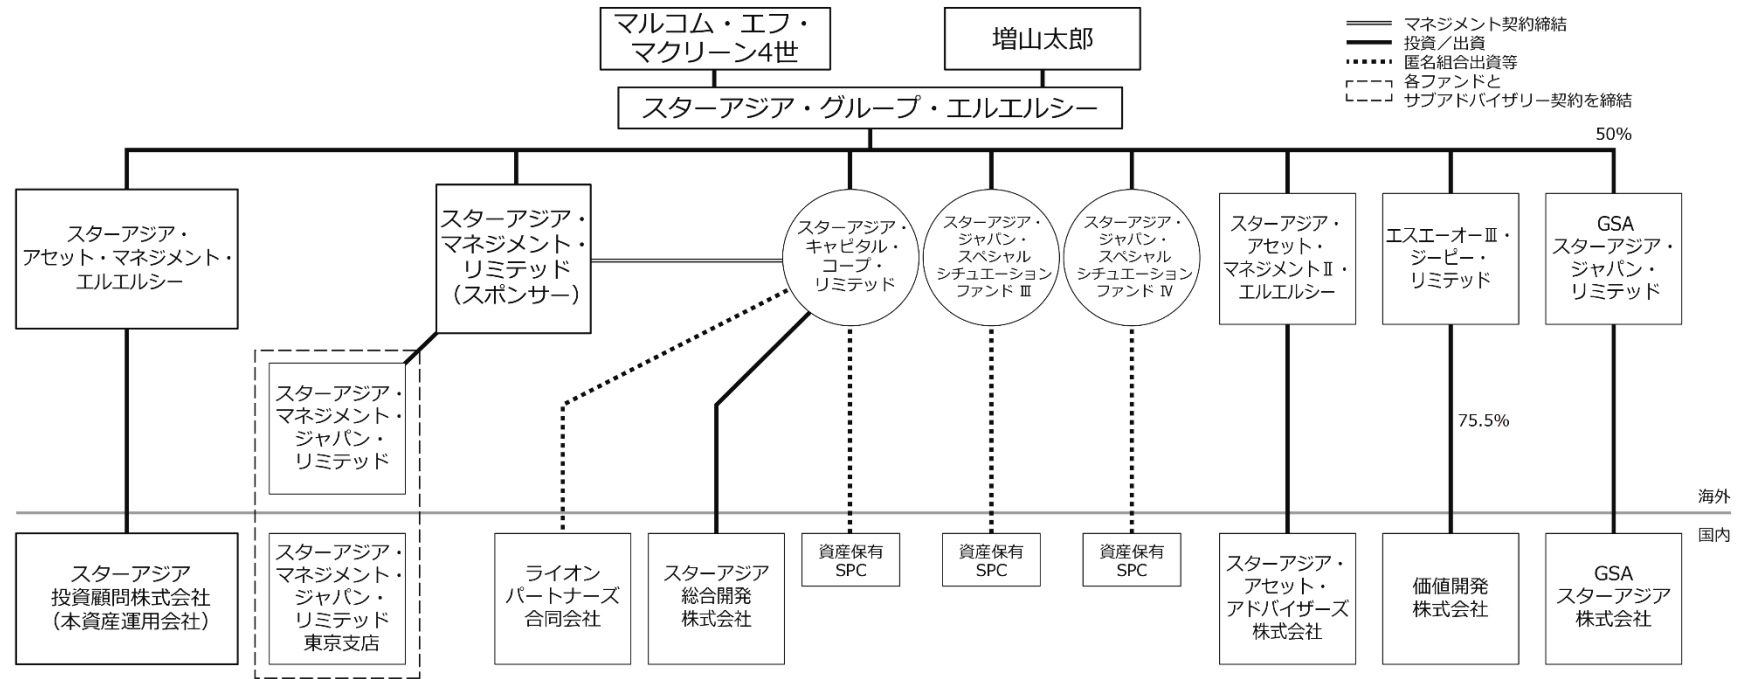 マルコム・エフ・
マクリーン4世
増山太郎
マネジメント契約締結
投資／出資
匿名組合出資等
各ファンドと
サブアドバイザリー契約を締結
スターアジア・グループ・エルエルシー
50%
スターアジア・
アセット・マネジメント・
エルエルシー
スターアジア・
マネジメント・
リミテッド
（スポンサー）
スターアジア・
キャピタル・
コープ・
リミテッド
スターアジア・
ジャパン・
スペシャル
シチュエーション
ファンド Ⅲ
スターアジア・
ジャパン・
スペシャル
シチュエーション
ファンド Ⅳ
スターアジア・
アセット・
マネジメントⅡ・
エルエルシー
エスエーオーⅢ・
ジーピー・
リミテッド
GSA
スターアジア・
ジャパン・
リミテッド
スターアジア・
マネジメント・
ジャパン・
リミテッド
75.5%
海外
国内
スターアジア
投資顧問株式会社
（本資産運用会社）
スターアジア・
マネジメント・
ジャパン・
リミテッド
東京支店
ライオン
パートナーズ
合同会社
スターアジア
総合開発
株式会社
資産保有
SPC
資産保有
SPC
資産保有
SPC
スターアジア・
アセット・
アドバイザーズ
株式会社
価値開発
株式会社
GSA
スターアジア
株式会社